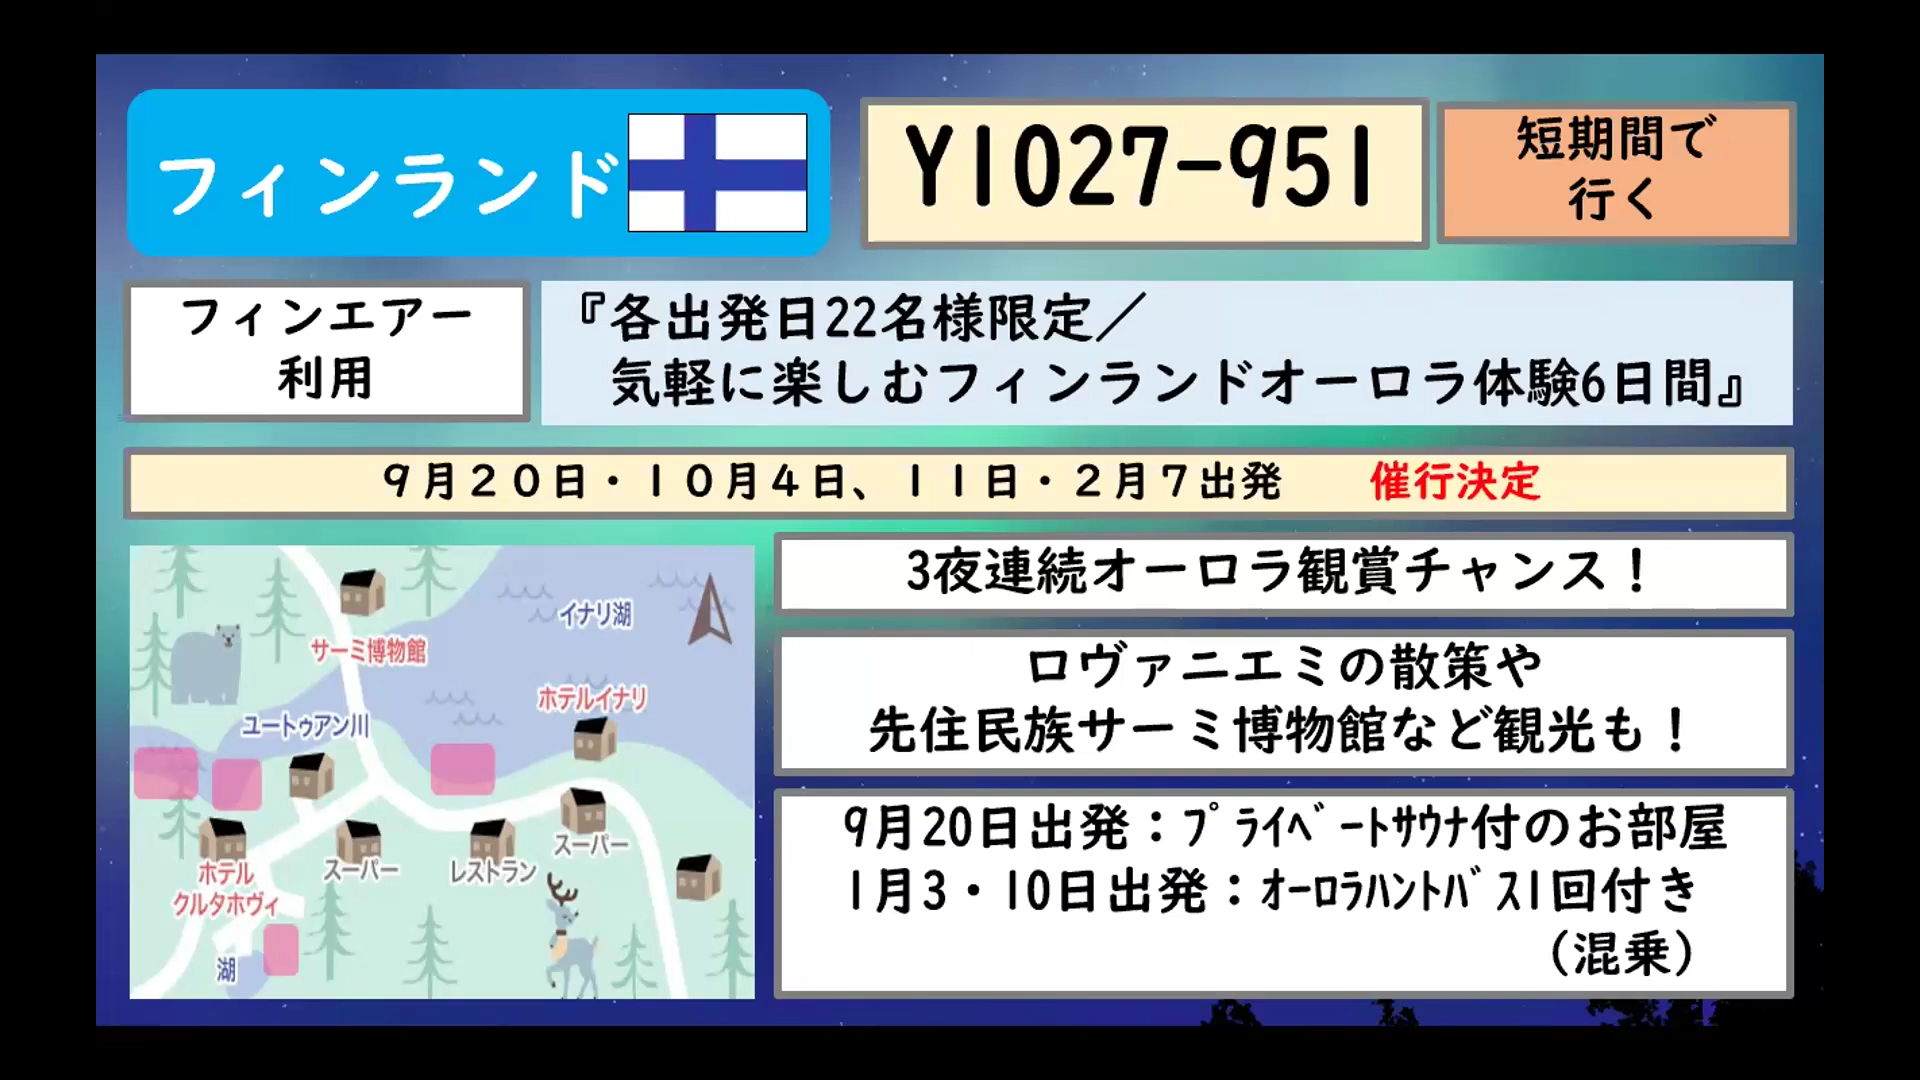 フィンランド
Y1027-951
短期間で
行く
フィンエアー
利用
『各出発日22名様限定／
気軽に楽しむフィンランドオーロラ体験6日間』
９月２０日・１０月４日、１１日・２月７出発　催行決定
サーミ博物館
イナリ湖
ホテルイナリ
ユートゥアン川
スーパー
ホテル
クルタホヴィ
スーパー
レストラン
湖
3夜連続オーロラ観賞チャンス！
ロヴァニエミの散策や
先住民族サーミ博物館など観光も！
9月20日出発：ﾌﾟﾗｲﾍﾞｰﾄｻｳﾅ付のお部屋
1月3・10日出発：ｵｰﾛﾗﾊﾝﾄﾊﾞｽ1回付き
（混乗）